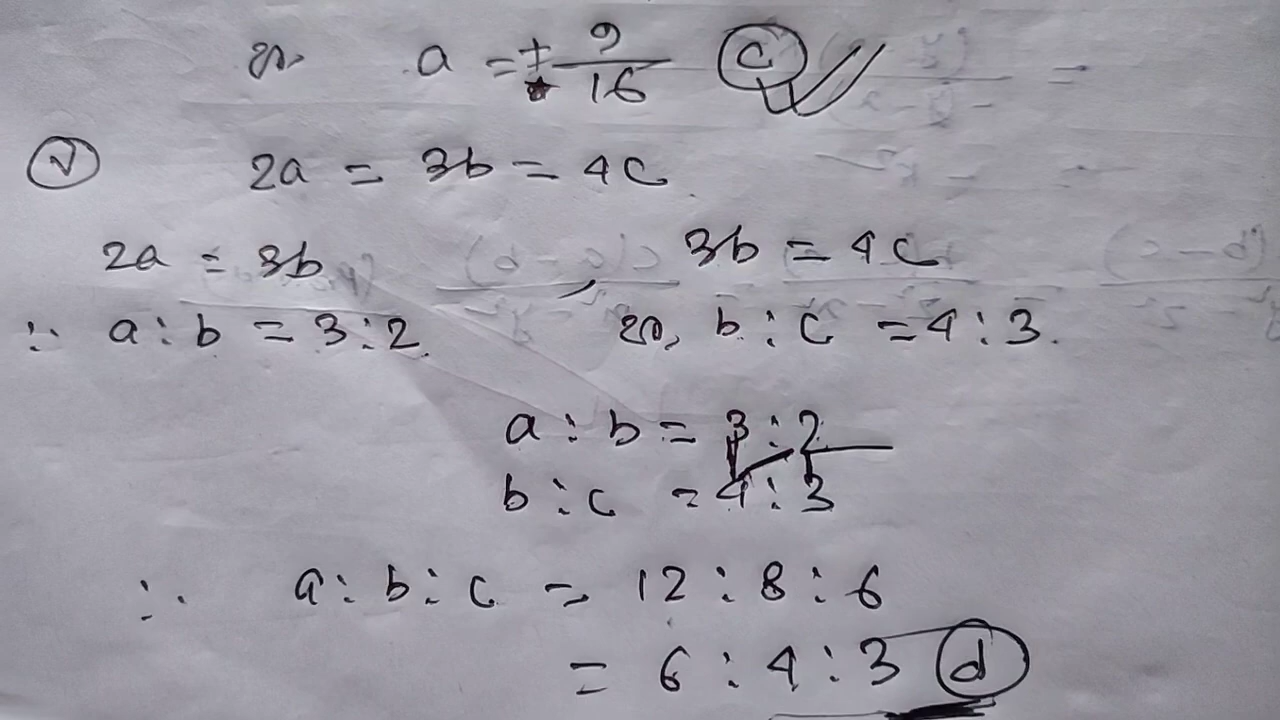 বা a = ± 9/16 (c)
(v) 2a = 3b = 4c
2a = 3b, 3b = 4c
∴ a : b = 3 : 2. বা, b : c = 4 : 3.
a : b = 3 : 2
b : c = 4 : 3
∴ a : b : c = 12 : 8 : 6
= 6 : 4 : 3 (d)